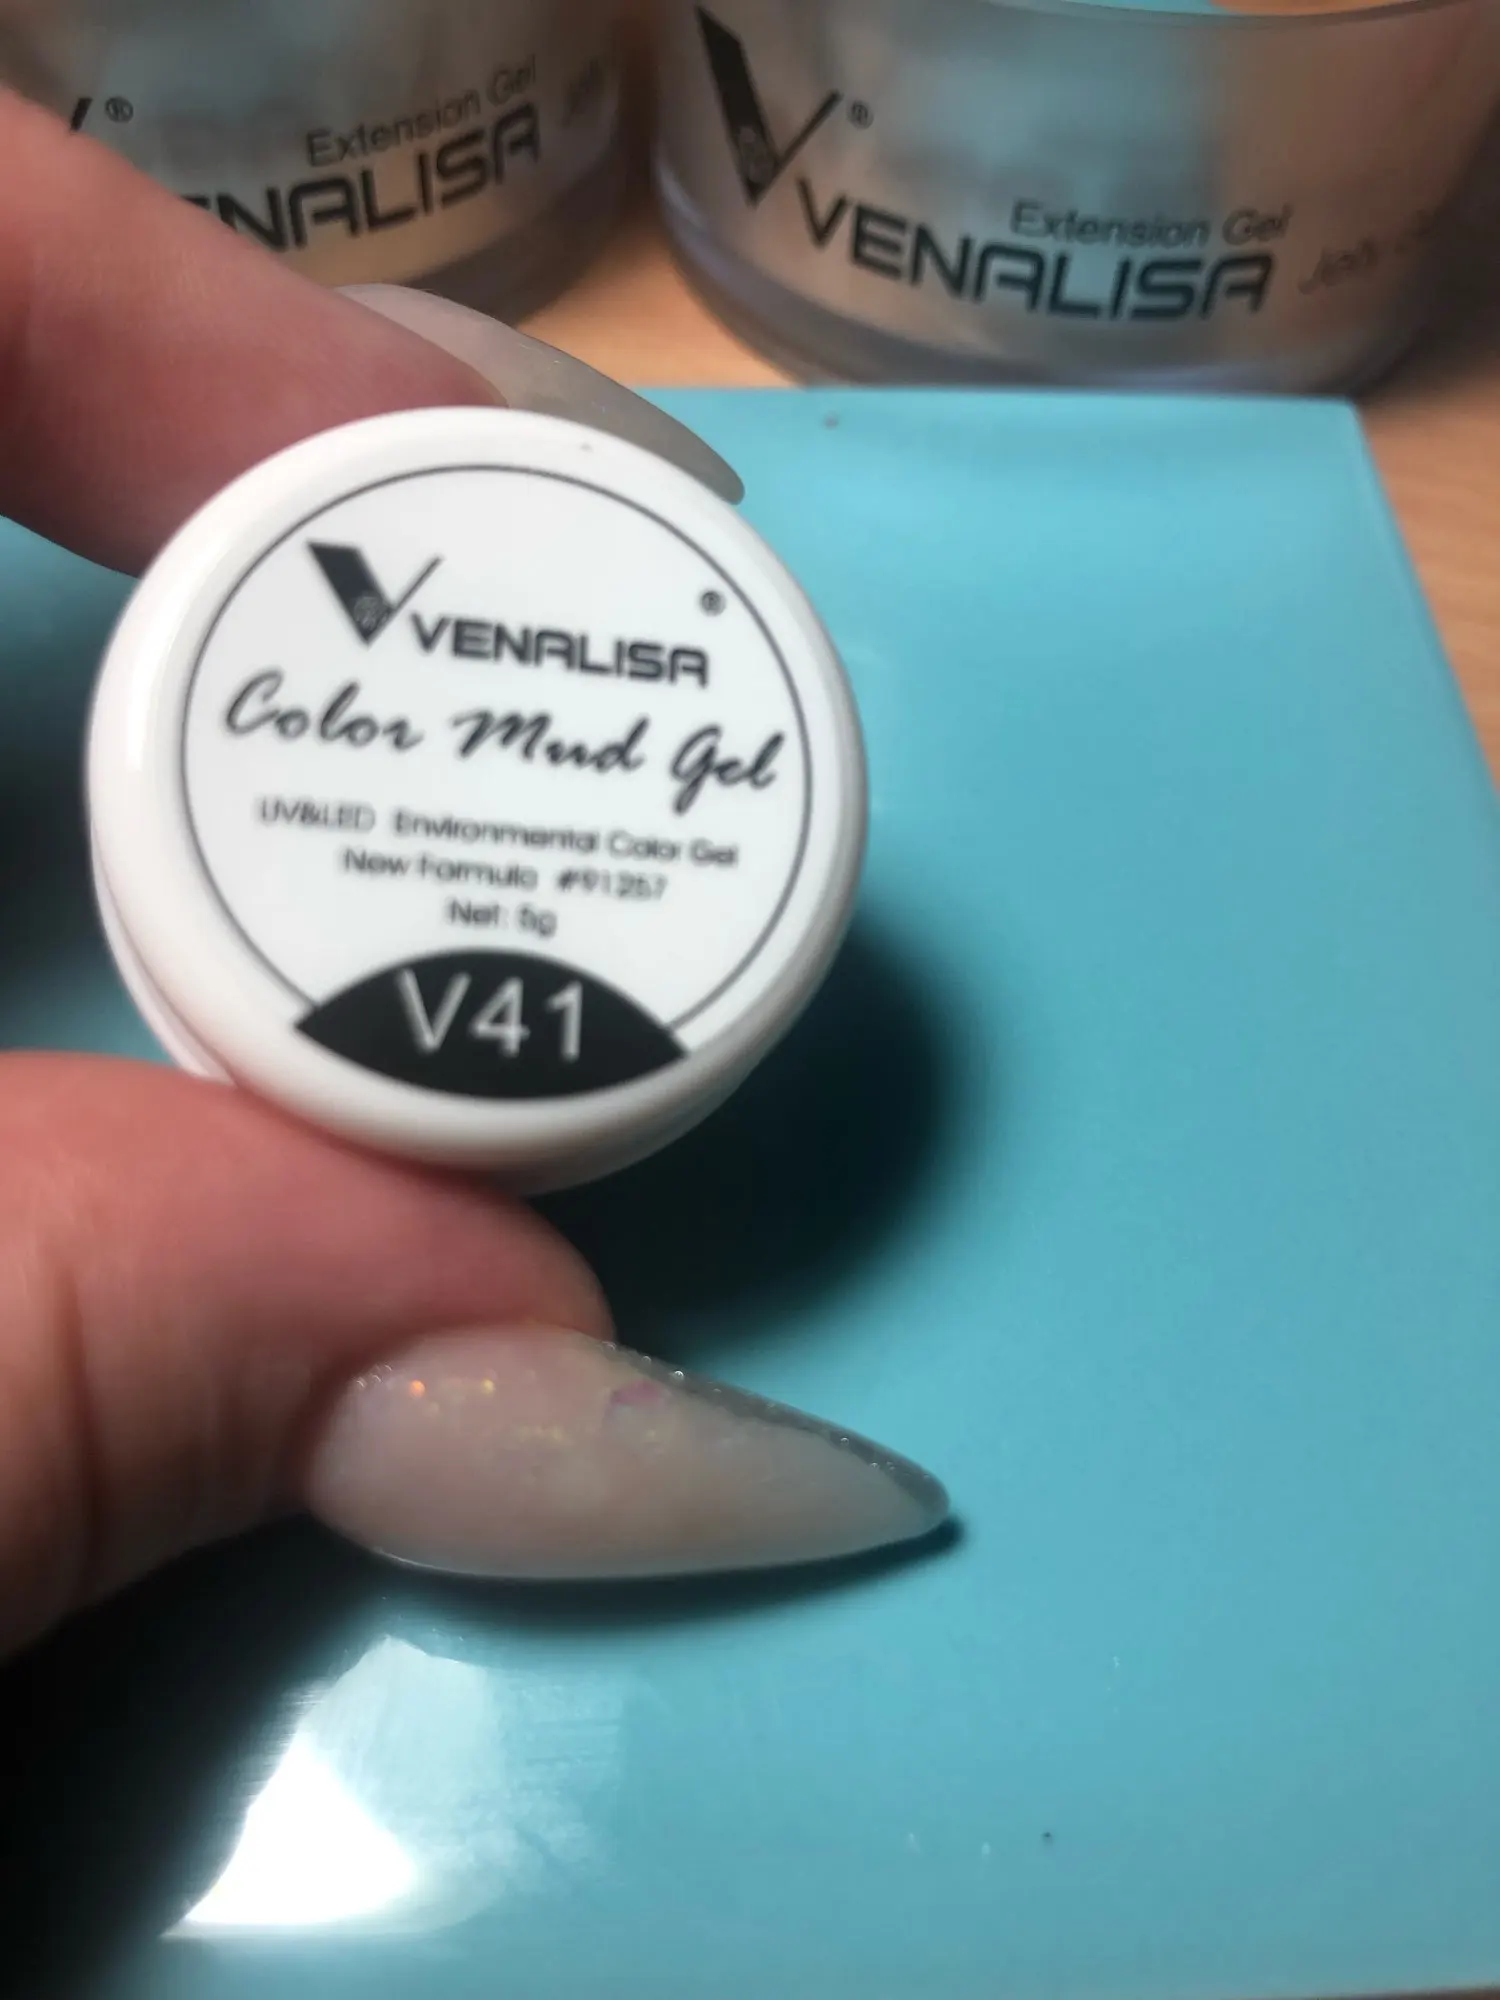 ®
Extension Gel
VENALISA
®
Extension Gel
VENALISA Jelly
®
VENALISA
Color Mud Gel
UV&LED Environmental Color Gel
New Formula #91257
Net: 5g
V41